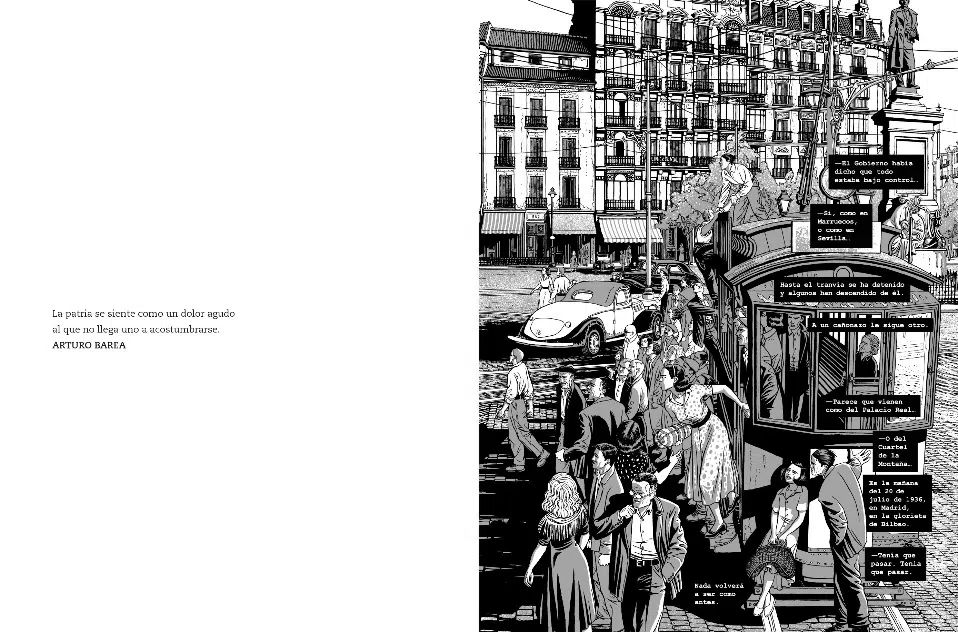 La patria se siente como un dolor agudo
al que no llega uno a acostumbrarse.
ARTURO BAREA
—El Gobierno había
dicho que todo
estaba bajo control…
—Sí, como en
Marruecos,
o como en
Sevilla…
Hasta el tranvía se ha detenido
y algunos han descendido de él.
A un cañonazo le sigue otro.
—Parece que vienen
como del Palacio Real…
—O del
Cuartel
de la
Montaña…
Es la mañana
del 20 de
julio de 1936,
en Madrid,
en la glorieta
de Bilbao.
—Tenía que
pasar. Tenía
que pasar.
Nada volverá
a ser como
antes.